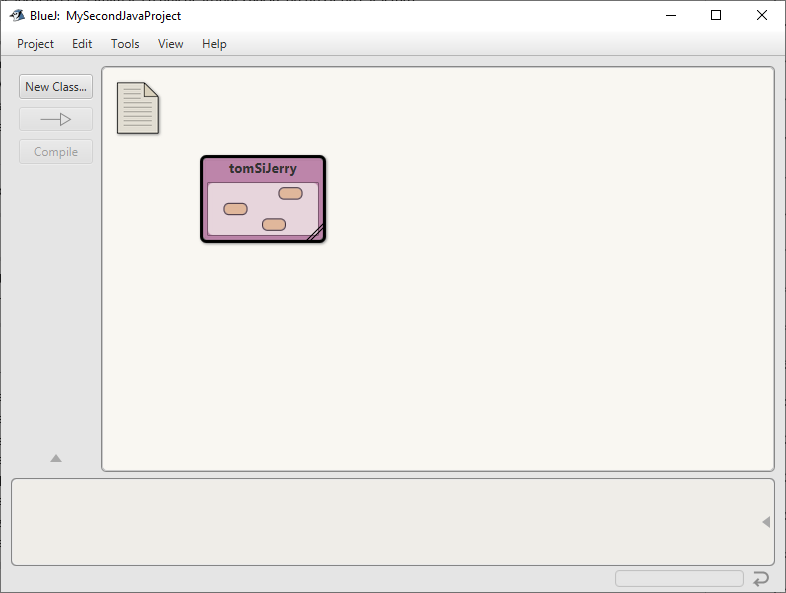 BlueJ: MySecondJavaProject
Project Edit Tools View Help
New Class...
Compile
tomSiJerry